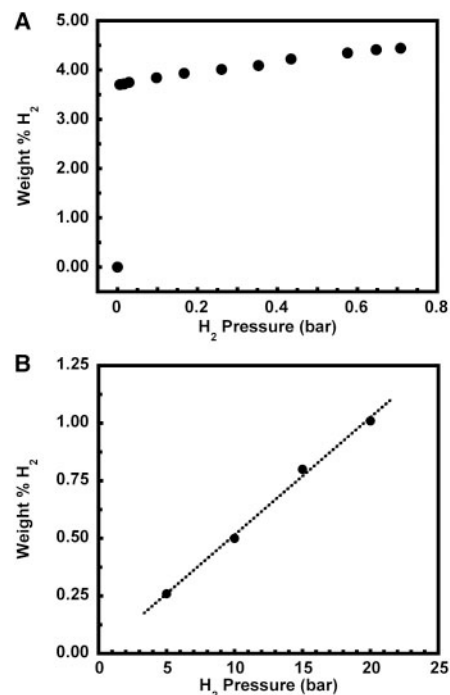 A
5.00
4.00
3.00
2.00
1.00
0.00
Weight % H₂
0 0.2 0.4 0.6 0.8
H₂ Pressure (bar)
B
1.25
1.00
0.75
0.50
0.25
0.00
Weight % H₂
0 5 10 15 20 25
H₂ Pressure (bar)